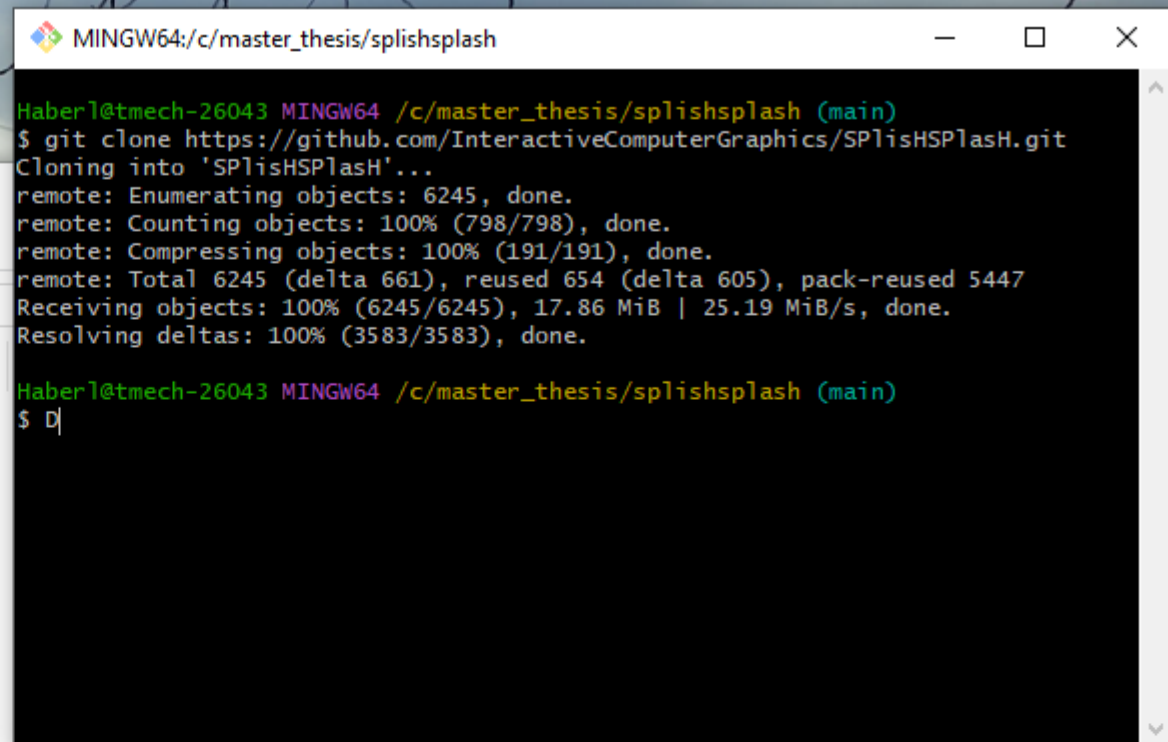 MINGW64:/c/master_thesis/splishsplash
Haberl@tmech-26043 MINGW64 /c/master_thesis/splishsplash (main)
$ git clone https://github.com/InteractiveComputerGraphics/SPlisHSPlasH.git
Cloning into 'SPlisHSPlasH'...
remote: Enumerating objects: 6245, done.
remote: Counting objects: 100% (798/798), done.
remote: Compressing objects: 100% (191/191), done.
remote: Total 6245 (delta 661), reused 654 (delta 605), pack-reused 5447
Receiving objects: 100% (6245/6245), 17.86 MiB | 25.19 MiB/s, done.
Resolving deltas: 100% (3583/3583), done.
Haberl@tmech-26043 MINGW64 /c/master_thesis/splishsplash (main)
$ D